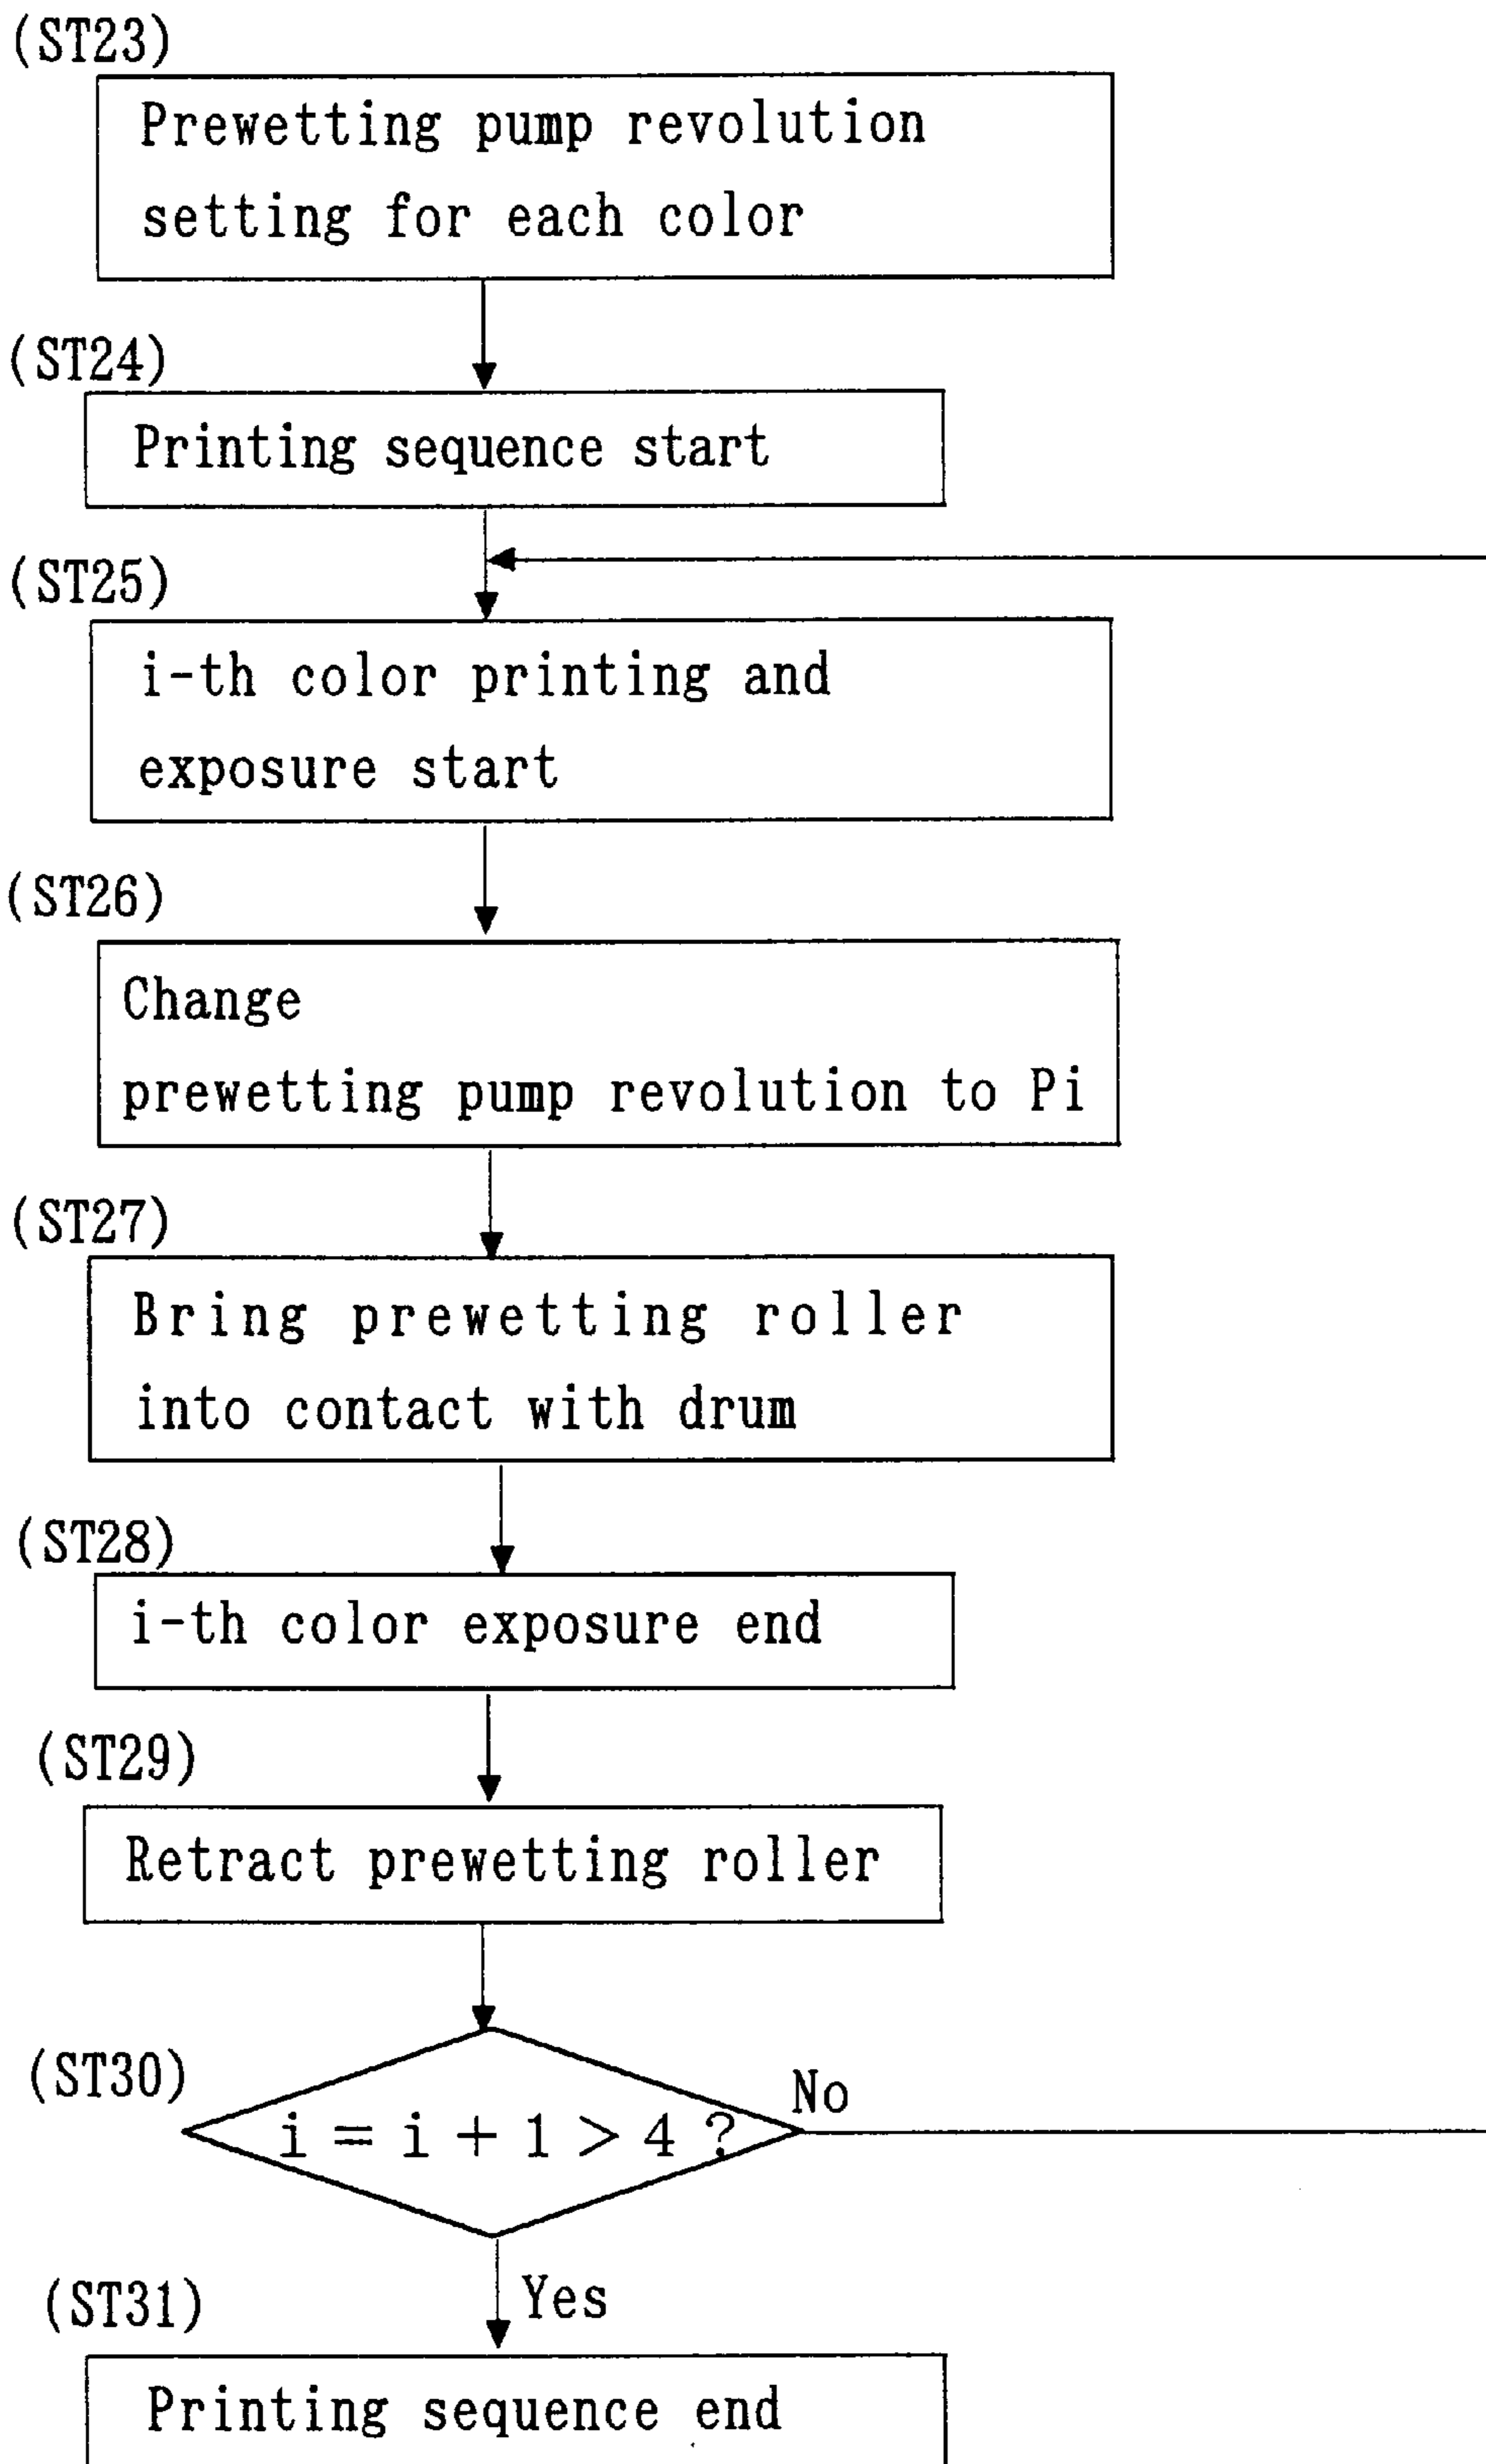 (ST23)
Prewetting pump revolution
setting for each color
(ST24)
Printing sequence start
(ST25)
i-th color printing and
exposure start
(ST26)
Change
prewetting pump revolution to Pi
(ST27)
Bring prewetting roller
into contact with drum
(ST28)
i-th color exposure end
(ST29)
Retract prewetting roller
(ST30)
i = i + 1 > 4 ?
No
Yes
(ST31)
Printing sequence end